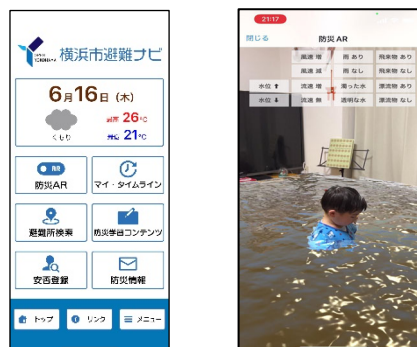 横浜市避難ナビ
6月16日 (木)
くもり
最高 26℃
最低 21℃
防災AR
マイ・タイムライン
避難所検索
防災学習コンテンツ
安否登録
防災情報
トップ
リンク
メニュー
21:17
閉じる
防災AR
風速 増 雨 あり 飛来物 あり
風速 減 雨 なし 飛来物 なし
水位 ⬆ 流速 増 濁った水 漂流物 あり
水位 ⬇ 流速 無 透明な水 漂流物 なし